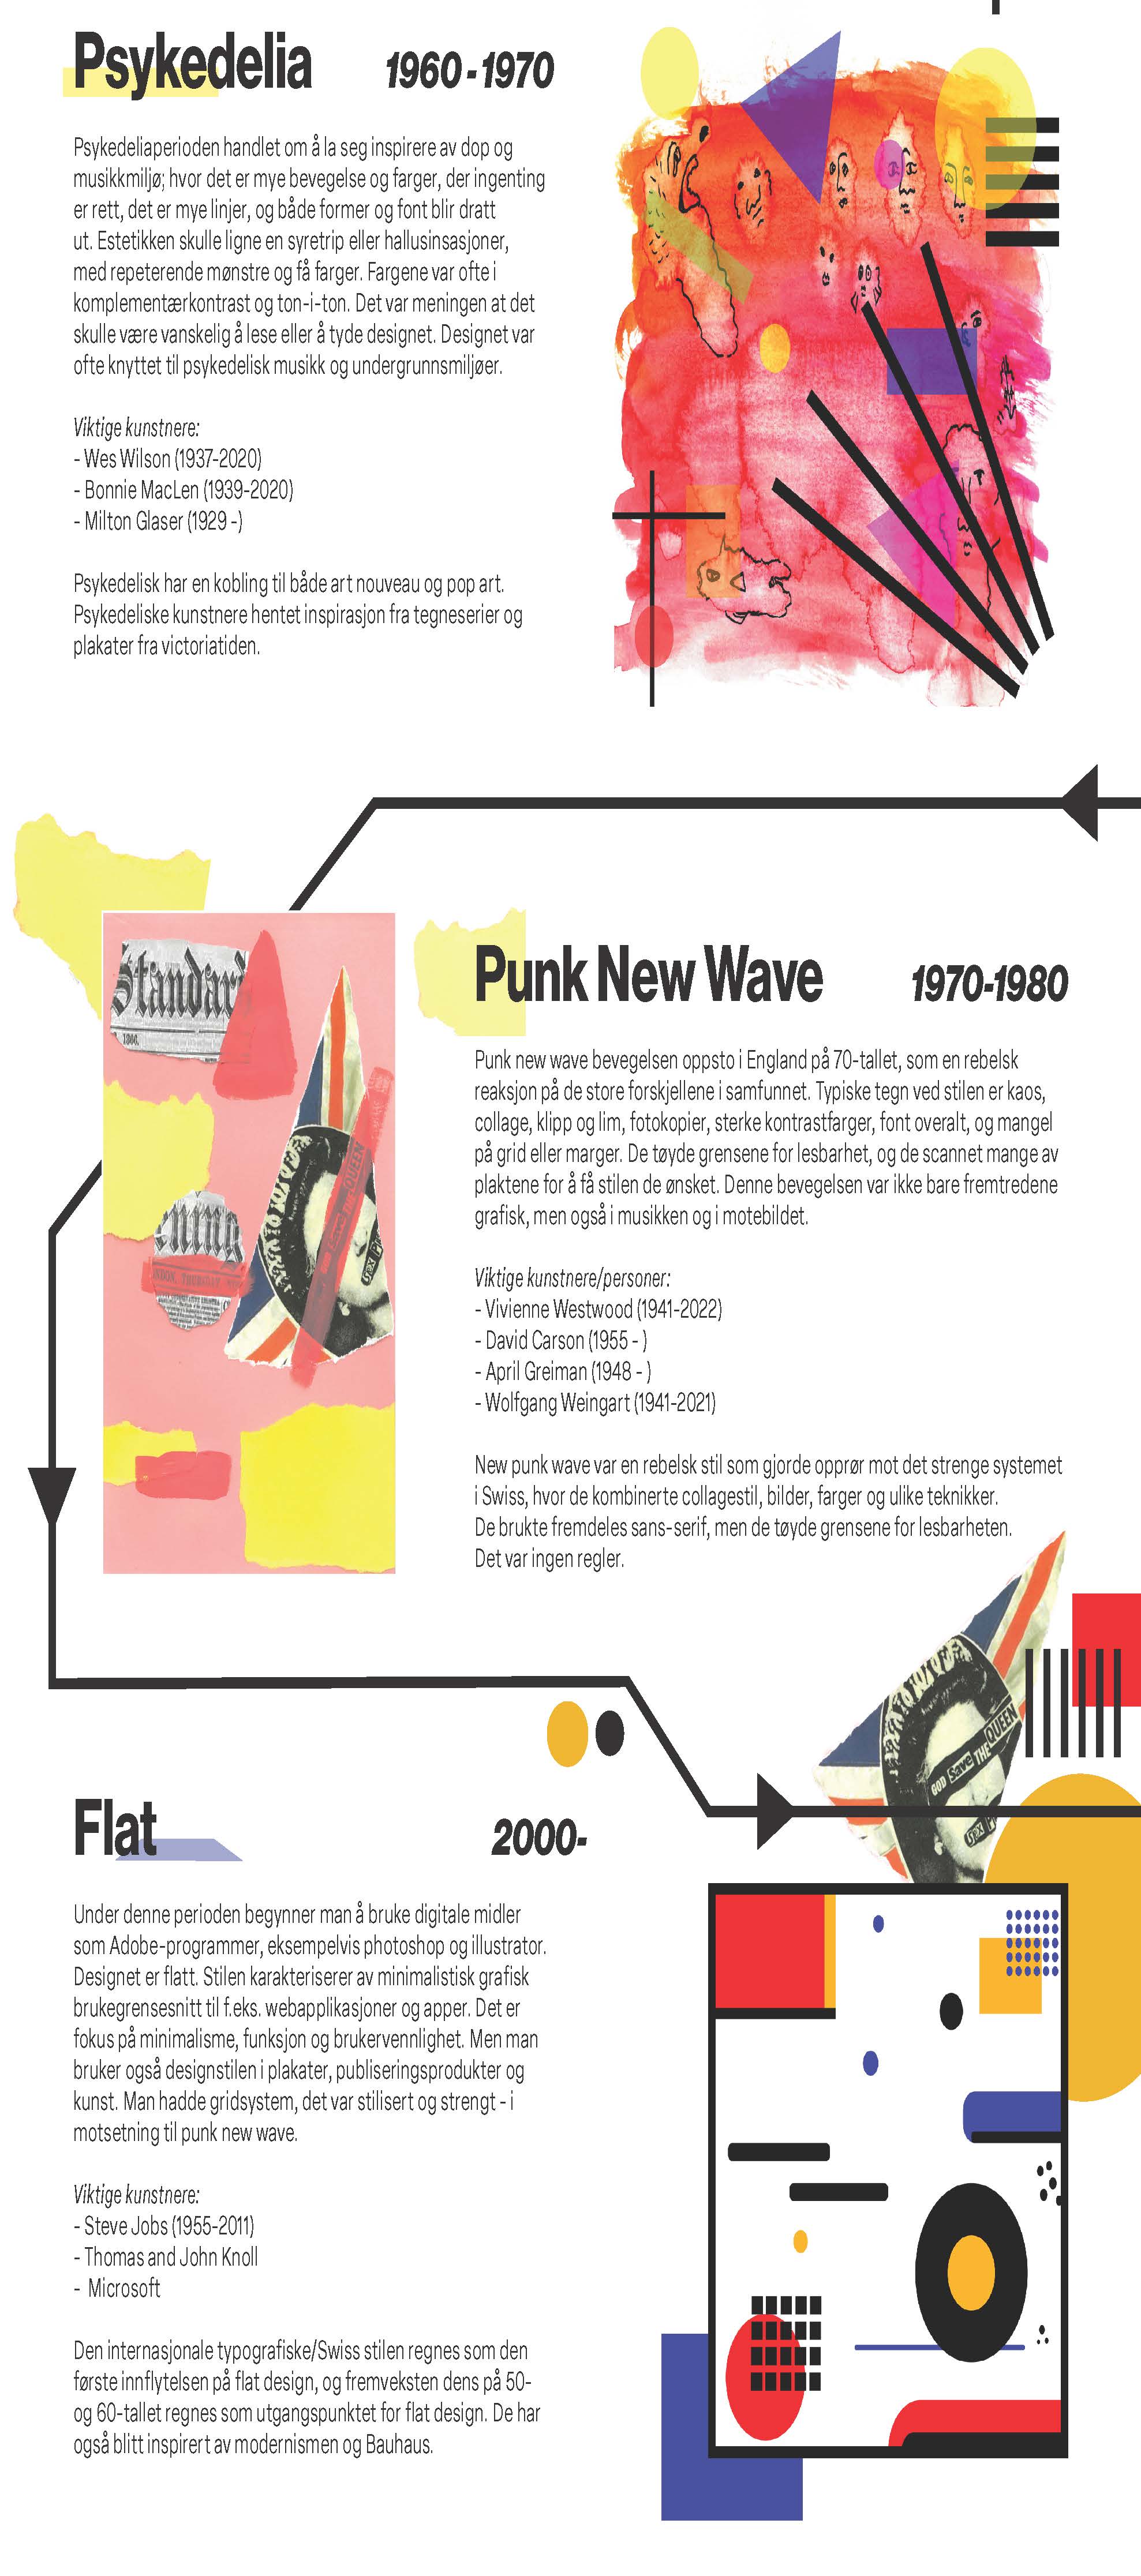 Psykedelia
1960-1970
Psykedeliaperioden handlet om å la seg inspirere av dop og
musikkmiljø; hvor det er mye bevegelse og farger, der ingenting
er rett, det er mye linjer, og både former og font blir dratt
ut. Estetikken skulle ligne en syretrip eller hallusinsasjoner,
med repeterende mønstre og få farger. Fargene var ofte i
komplementærkontrast og ton-i-ton. Det var meningen at det
skulle være vanskelig å lese eller å tyde designet. Designet var
ofte knyttet til psykedelisk musikk og undergrunnsmiljøer.
Viktige kunstnere:
- Wes Wilson (1937-2020)
- Bonnie MacLen (1939-2020)
- Milton Glaser (1929 -)
Psykedelisk har en kobling til både art nouveau og pop art.
Psykedeliske kunstnere hentet inspirasjon fra tegneserier og
plakater fra victoriatiden.
Standard
1866.
GOD Save THE QUEEN
Sex Pi
Punk New Wave
1970-1980
Punk new wave bevegelsen oppsto i England på 70-tallet, som en rebelsk
reaksjon på de store forskjellene i samfunnet. Typiske tegn ved stilen er kaos,
collage, klipp og lim, fotokopier, sterke kontrastfarger, font overalt, og mangel
på grid eller marger. De tøyde grensene for lesbarhet, og de scannet mange av
plaktene for å få stilen de ønsket. Denne bevegelsen var ikke bare fremtredene
grafisk, men også i musikken og i motebildet.
Viktige kunstnere/personer:
- Vivienne Westwood (1941-2022)
- David Carson (1955 - )
- April Greiman (1948 - )
- Wolfgang Weingart (1941-2021)
New punk wave var en rebelsk stil som gjorde opprør mot det strenge systemet
i Swiss, hvor de kombinerte collagestil, bilder, farger og ulike teknikker.
De brukte fremdeles sans-serif, men de tøyde grensene for lesbarheten.
Det var ingen regler.
GOD Save THE QUEEN
Sex P
Flat
2000-
Under denne perioden begynner man å bruke digitale midler
som Adobe-programmer, eksempelvis photoshop og illustrator.
Designet er flatt. Stilen karakteriserer av minimalistisk grafisk
brukegrensesnitt til f.eks. webapplikasjoner og apper. Det er
fokus på minimalisme, funksjon og brukervennlighet. Men man
bruker også designstilen i plakater, publiseringsprodukter og
kunst. Man hadde gridsystem, det var stilisert og strengt - i
motsetning til punk new wave.
Viktige kunstnere:
- Steve Jobs (1955-2011)
- Thomas and John Knoll
- Microsoft
Den internasjonale typografiske/Swiss stilen regnes som den
første innflytelsen på flat design, og fremveksten dens på 50-
og 60-tallet regnes som utgangspunktet for flat design. De har
også blitt inspirert av modernismen og Bauhaus.